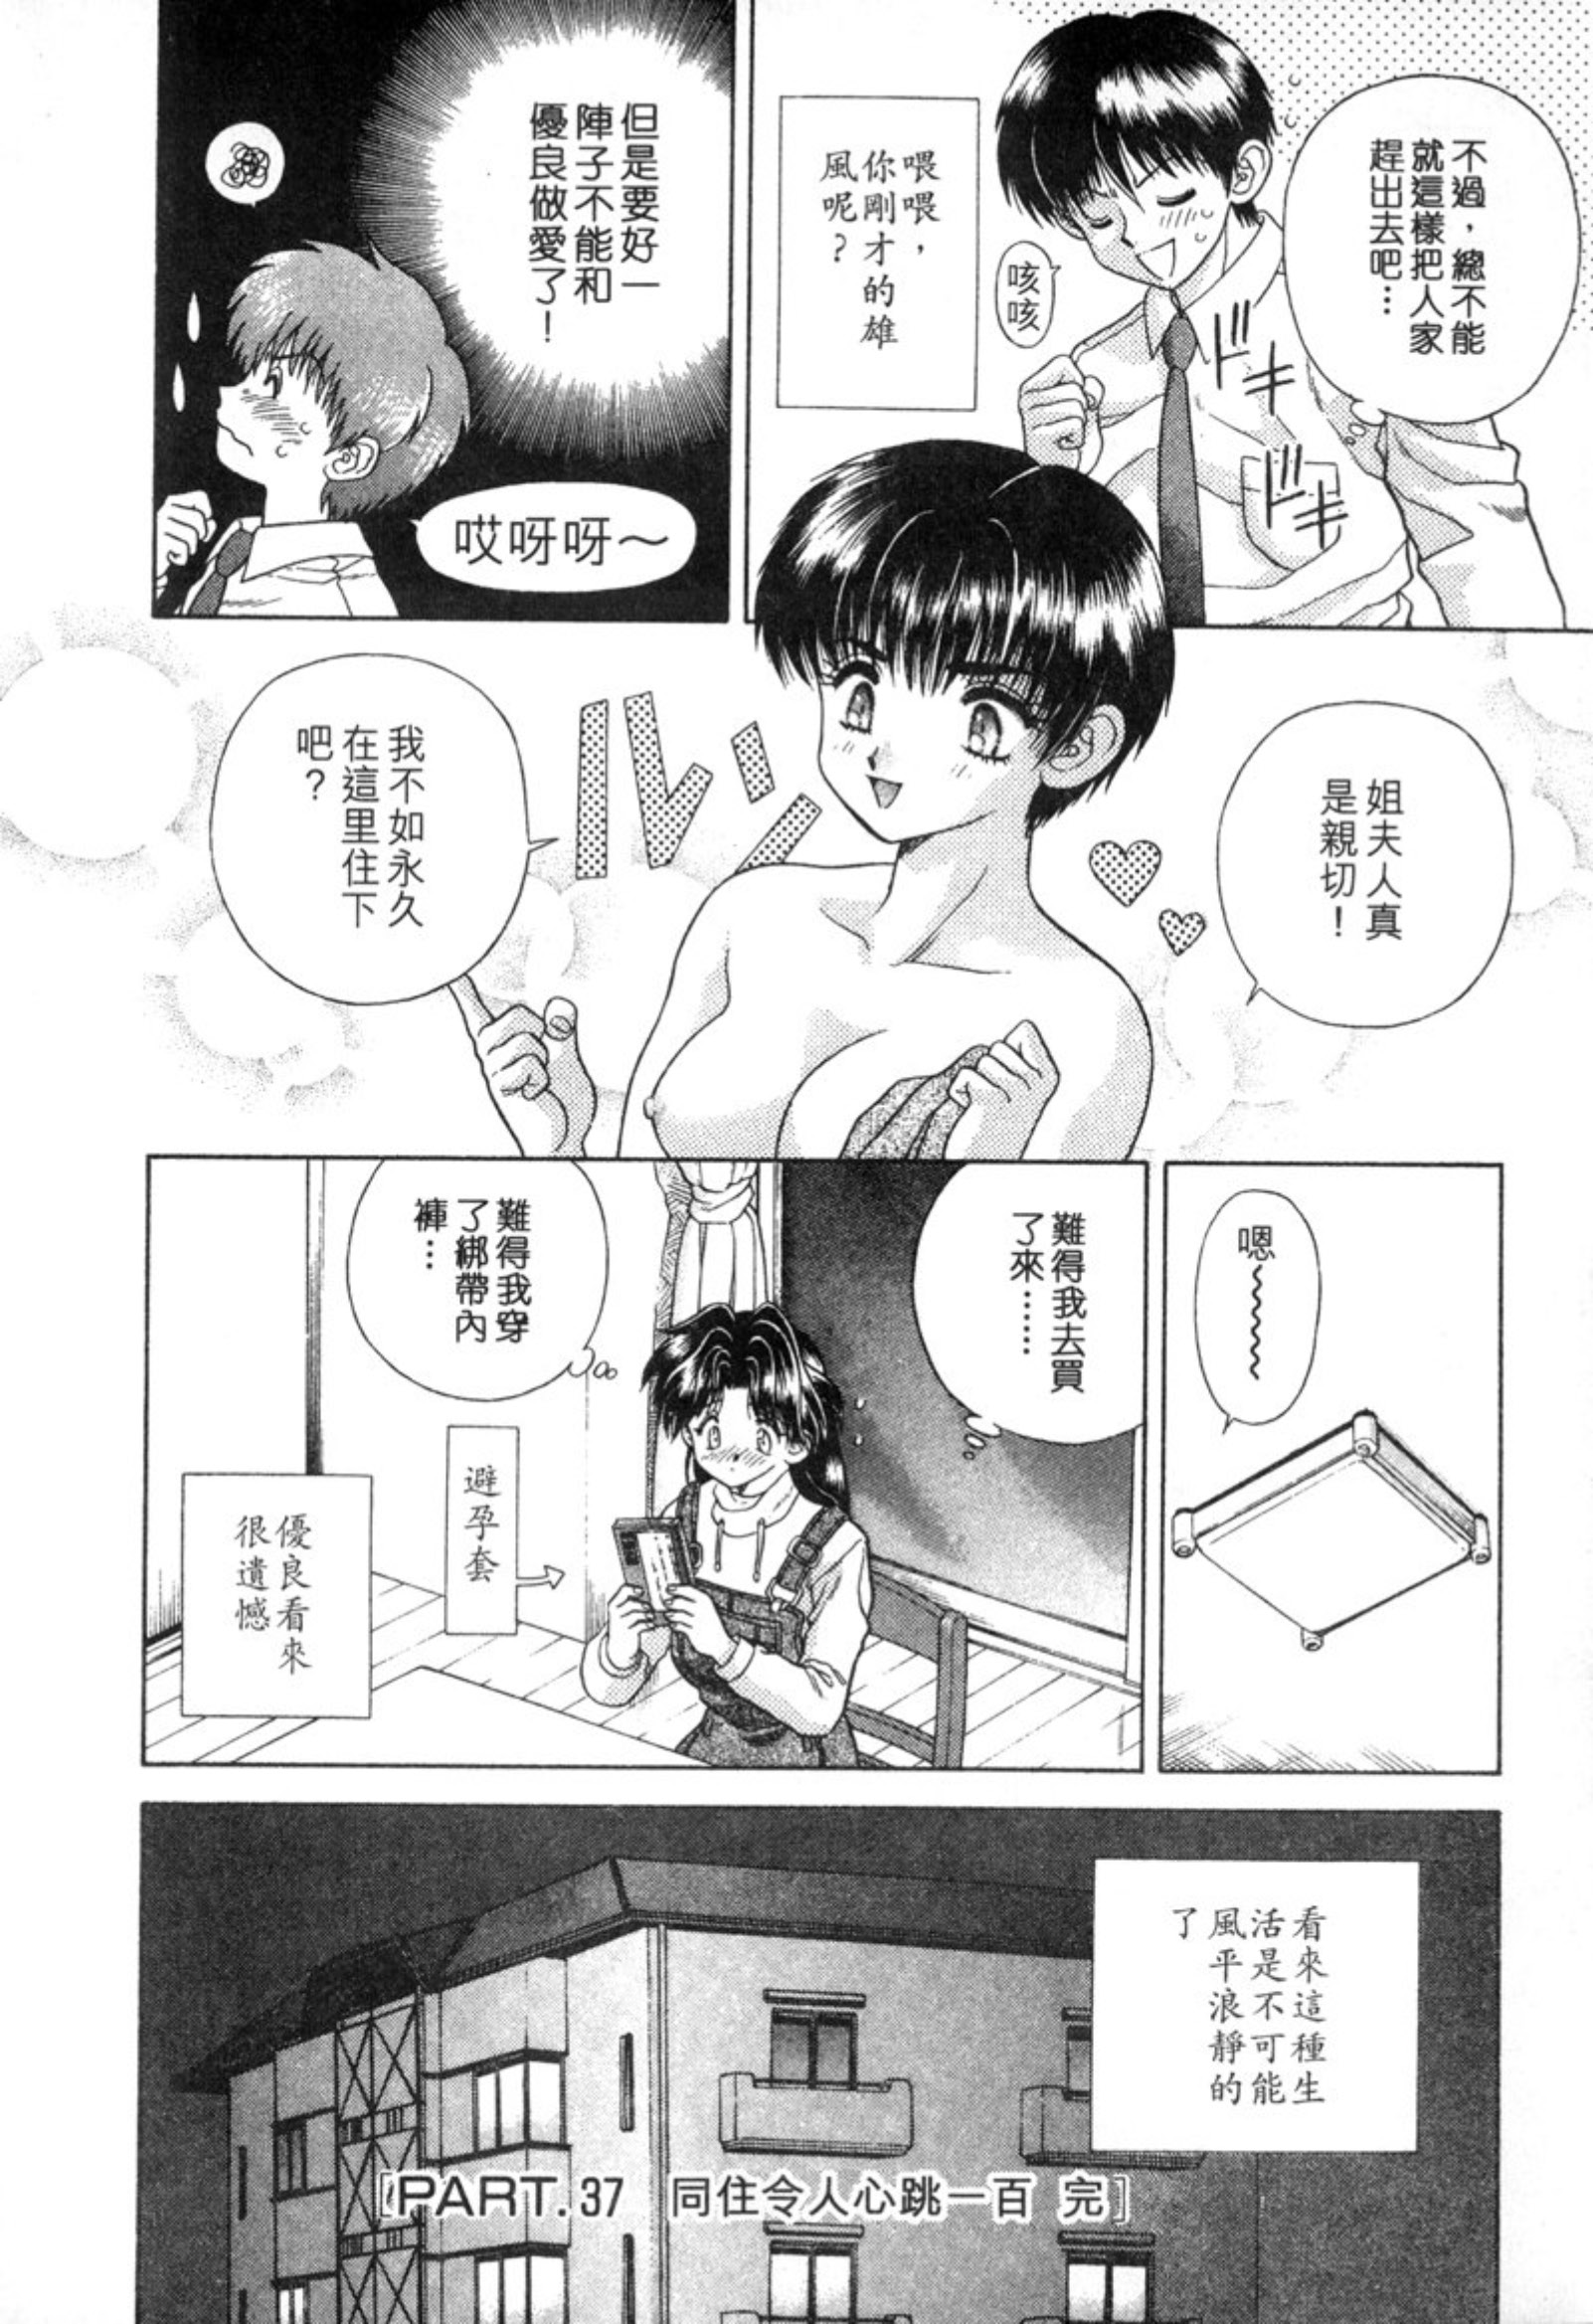 不過，總不能
就這樣把人家
趕出去吧…
ドキ
ドキ
咳咳
喂喂，
你剛才的雄
風呢？
但是要好一
陣子不能和
優良做愛了！
哎呀呀～
姐夫人真
是親切！
ルン
我不如永久
在這里住下
吧？
嗯～～～
難得我去買
了來……
難得我穿
了綁帶內
褲…
避孕套
優良看來
很遺憾
看來這種生
活是不可能
風平浪靜的
了
［PART.37　同住令人心跳一百 完］